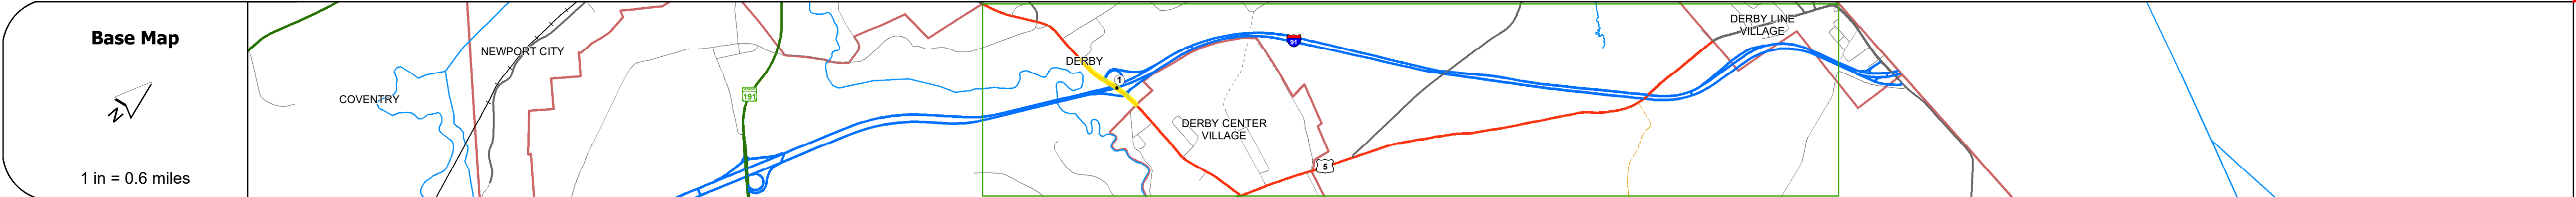 Base Map
N
1 in = 0.6 miles
COVENTRY
NEWPORT CITY
191
DERBY
1
91
DERBY CENTER
VILLAGE
5
DERBY LINE
VILLAGE